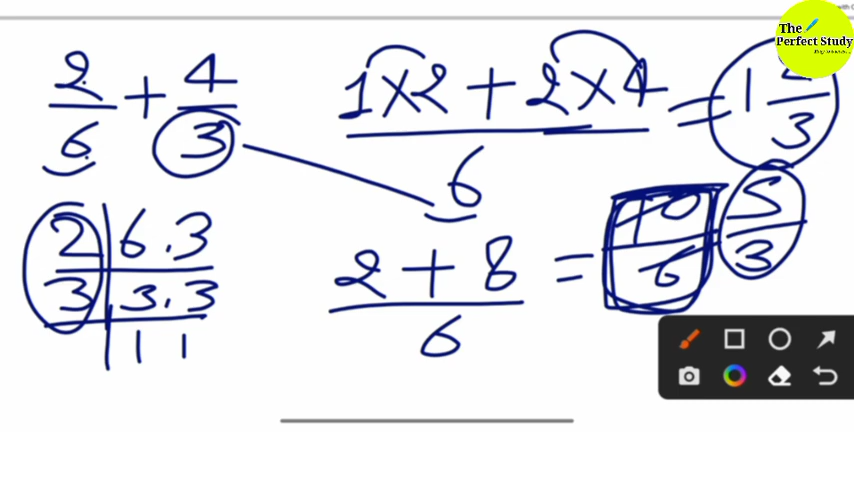 The
Perfect Study
2/6 + 4/3
1×2 + 2×4 / 6 = 1 2/3
2 | 6.3
3 | 3.3
| 1 1
2 + 8 / 6 = 10/6 5/3